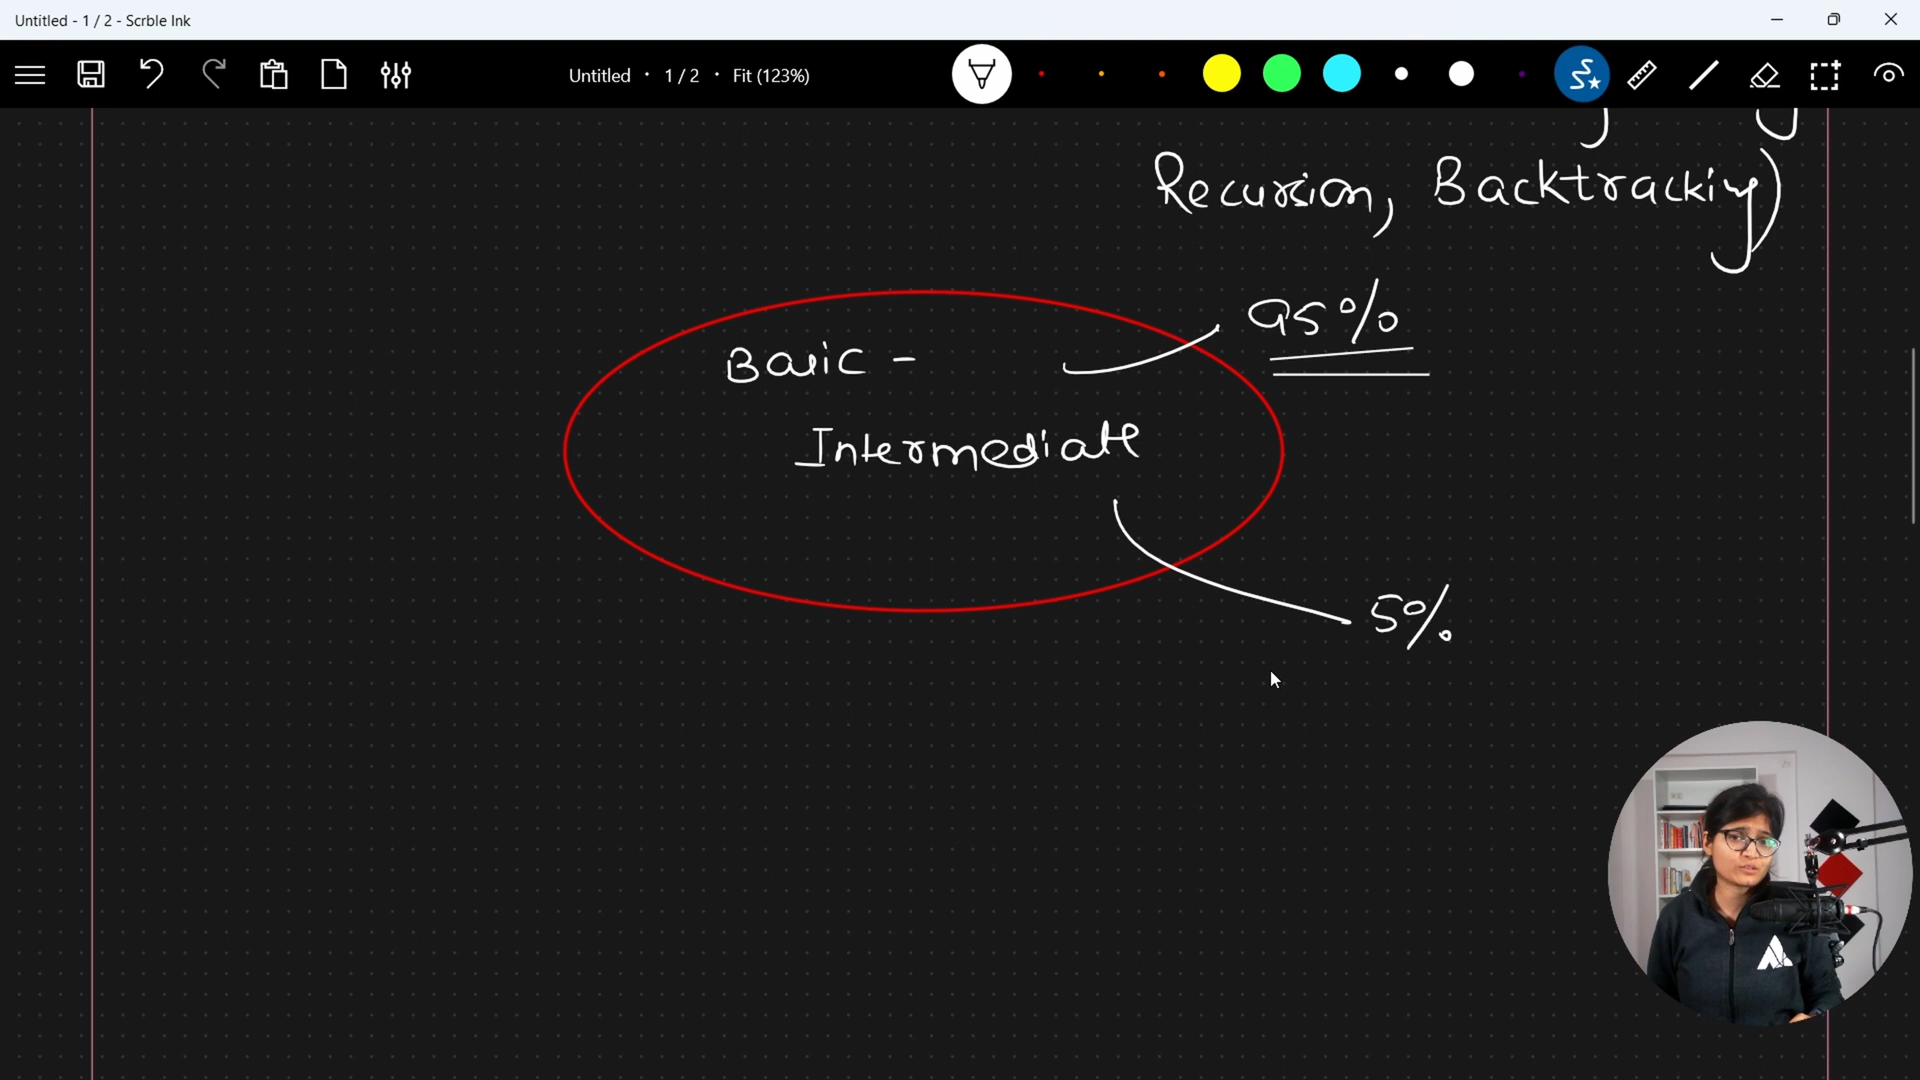 Untitled - 1 / 2 - Scrble Ink
Untitled • 1 / 2 • Fit (123%)
Recursion, Backtracking)
95%
Basic -
Intermediate
5%